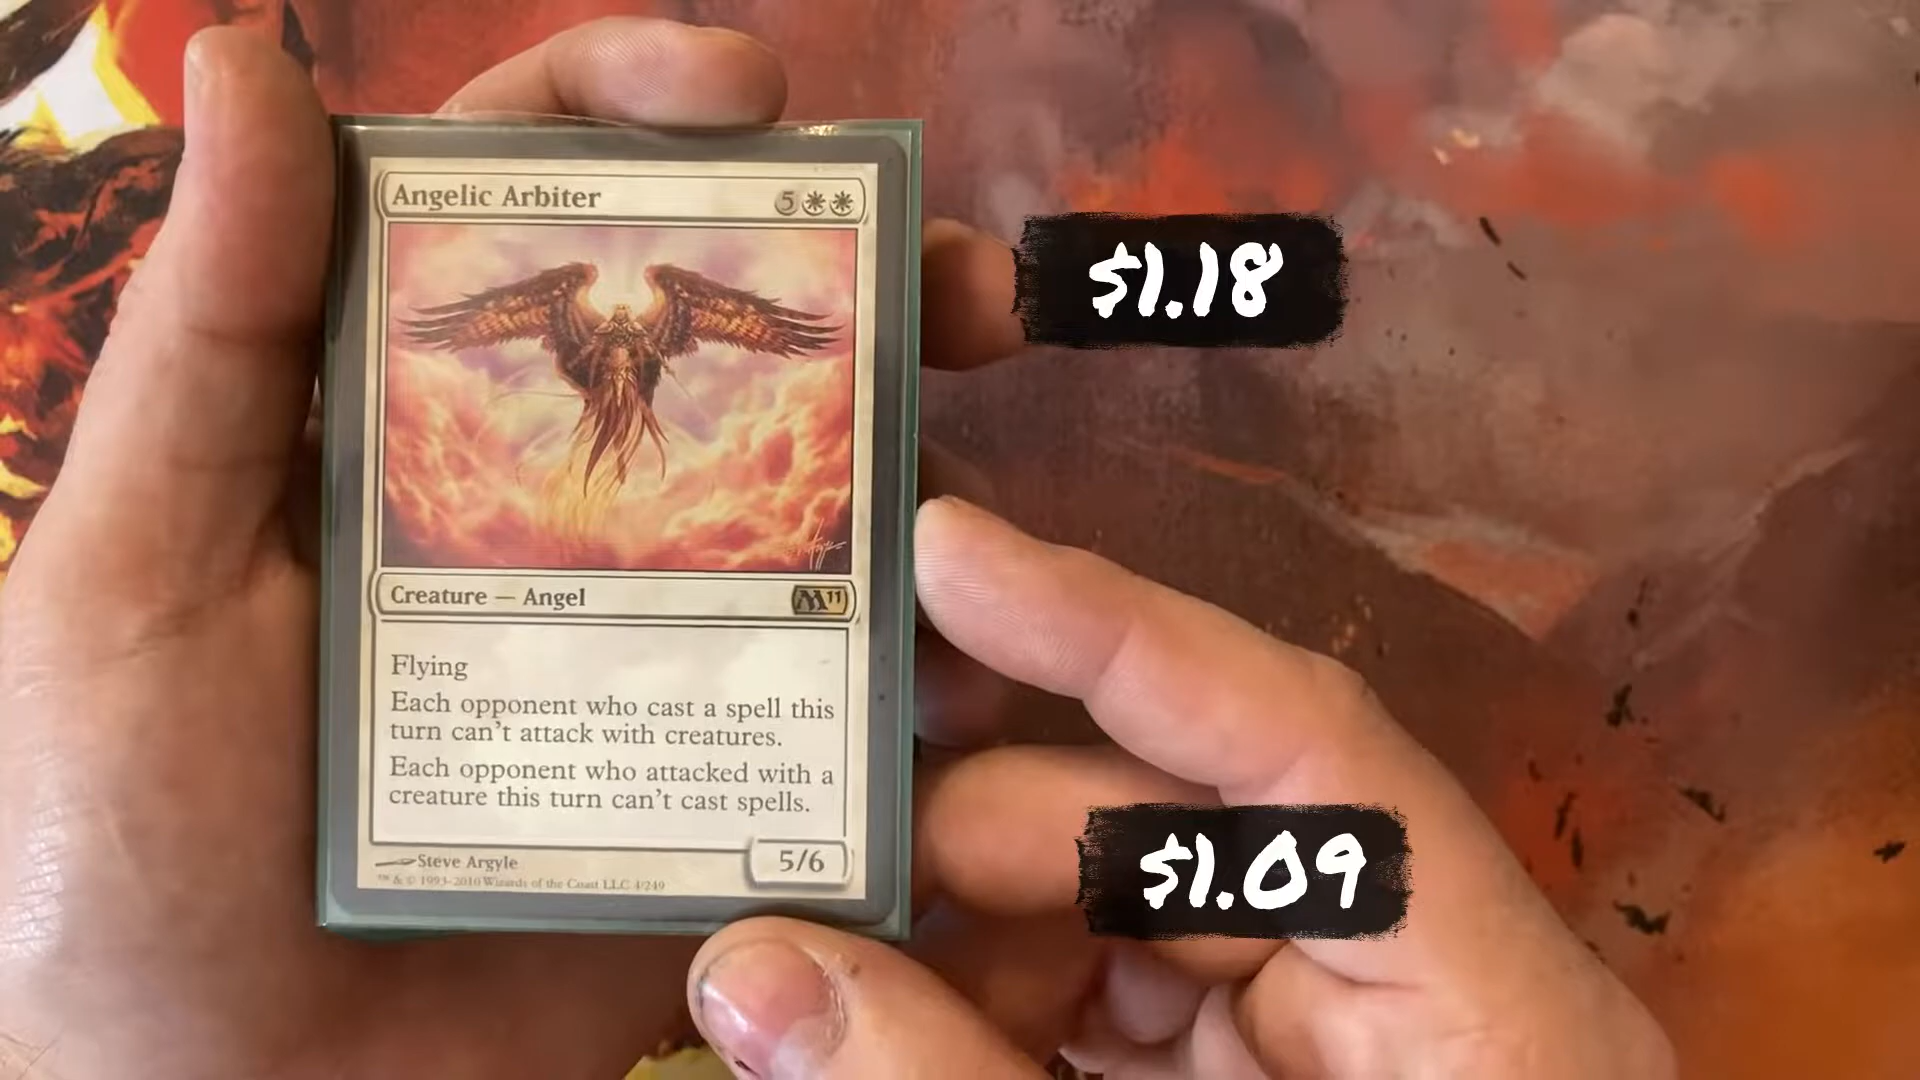 Angelic Arbiter 5
$1.18
Creature — Angel M11
Flying
Each opponent who cast a spell this
turn can't attack with creatures.
Each opponent who attacked with a
creature this turn can't cast spells.
$1.09
Steve Argyle 5/6
™ & © 1993–2010 Wizards of the Coast LLC 4/249